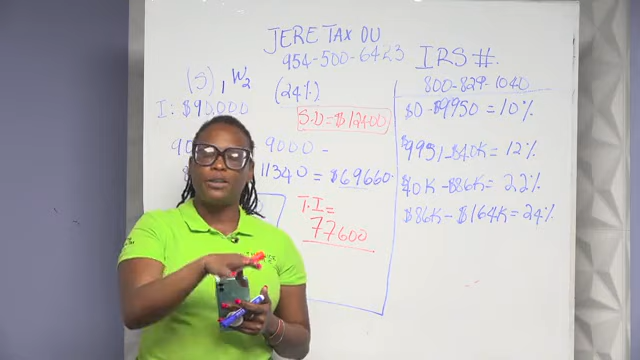 JERE TAX OU
954-500-6423
(S), W2
I: $90,000
(24%)
S.D = $12400
9000 -
11340 = $69660
T.I =
77600
IRS #.
800-829-1040
$0 - $9950 = 10%
$9951 - $40K = 12%
$40K - $86K = 22%
$86K - $164K = 24%